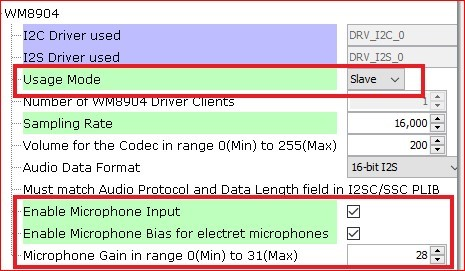 WM8904
I2C Driver used DRV_I2C_0
I2S Driver used DRV_I2S_0
Usage Mode Slave
Number of WM8904 Driver Clients 1
Sampling Rate 16,000
Volume for the Codec in range 0(Min) to 255(Max) 200
Audio Data Format 16-bit I2S
Must match Audio Protocol and Data Length field in I2SC/SSC PLIB
Enable Microphone Input
Enable Microphone Bias for electret microphones
Microphone Gain in range 0(Min) to 31(Max) 28